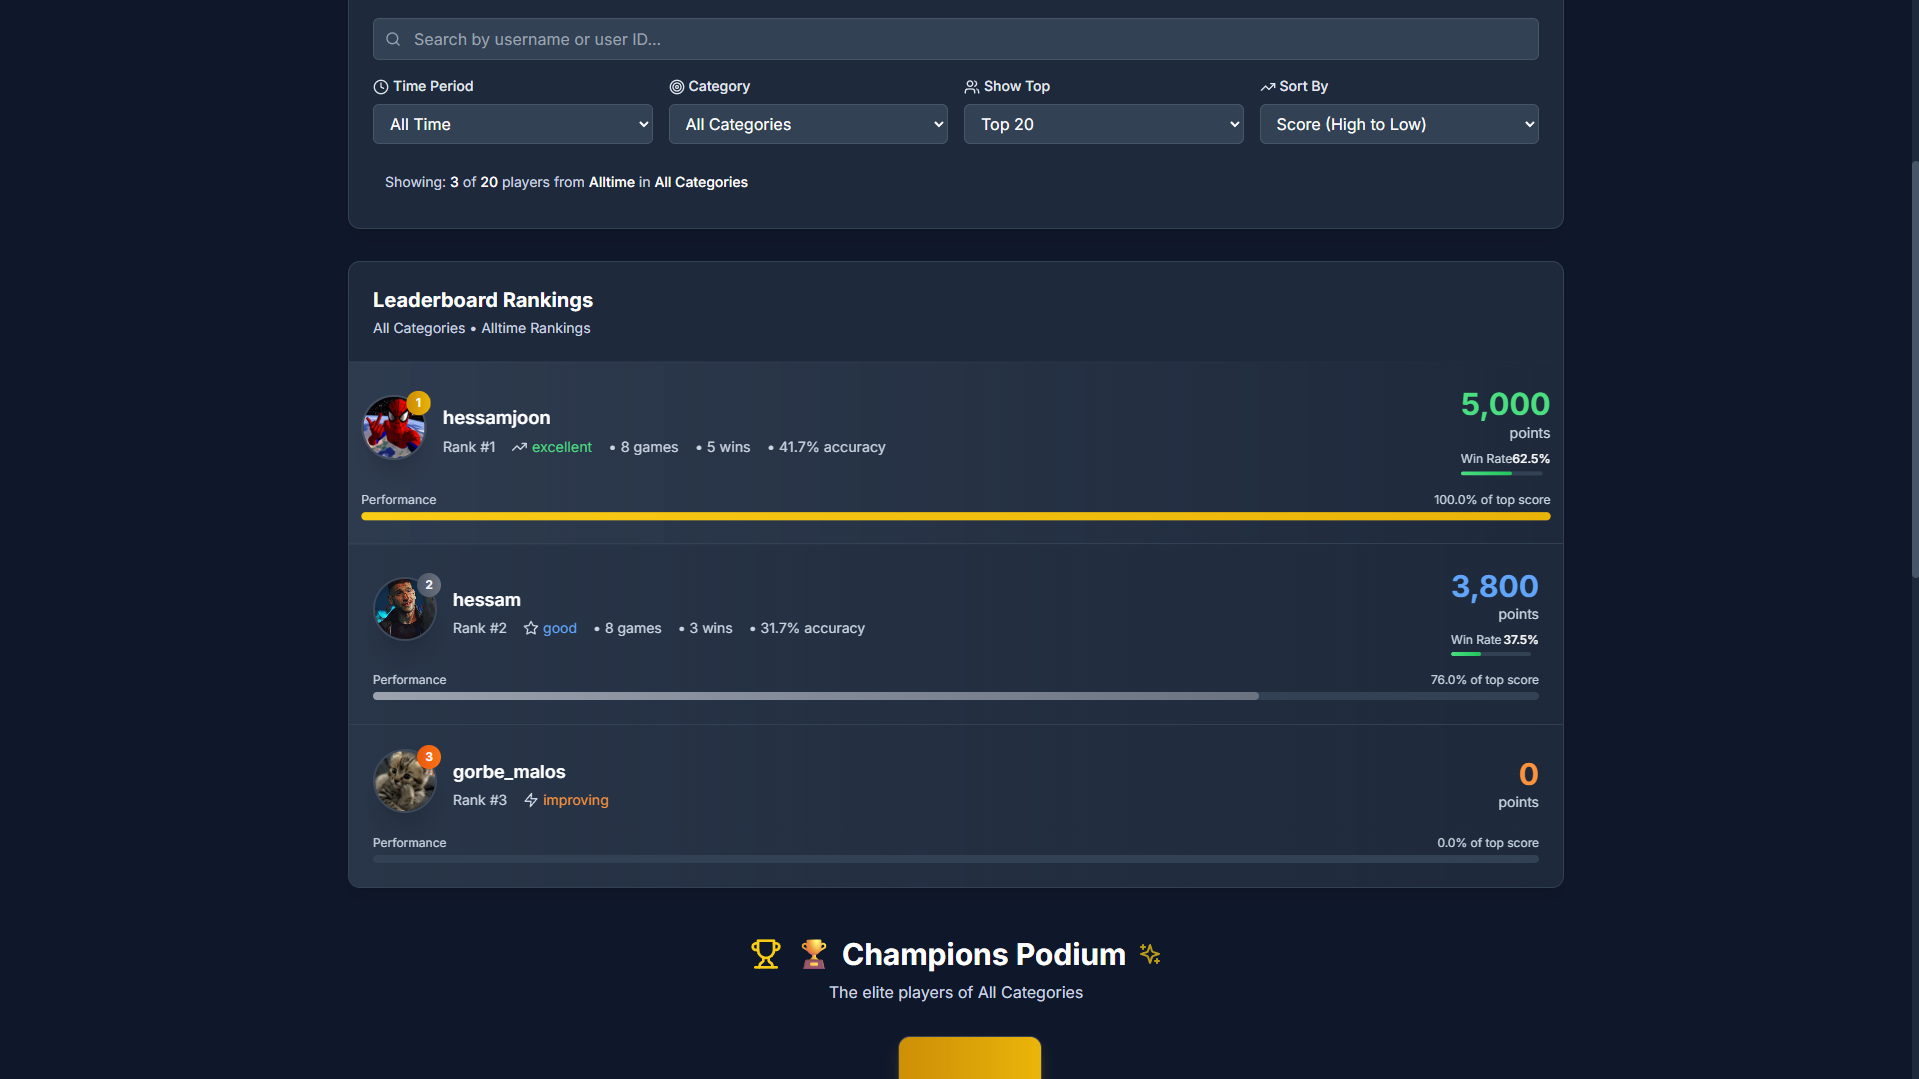 Search by username or user ID...
Time Period
Category
Show Top
Sort By
All Time
All Categories
Top 20
Score (High to Low)
Showing: 3 of 20 players from Alltime in All Categories
Leaderboard Rankings
All Categories • Alltime Rankings
1
hessamjoon
Rank #1 excellent • 8 games • 5 wins • 41.7% accuracy
5,000
points
Win Rate62.5%
Performance
100.0% of top score
2
hessam
Rank #2 good • 8 games • 3 wins • 31.7% accuracy
3,800
points
Win Rate 37.5%
Performance
76.0% of top score
3
gorbe_malos
Rank #3 improving
0
points
Performance
0.0% of top score
Champions Podium
The elite players of All Categories